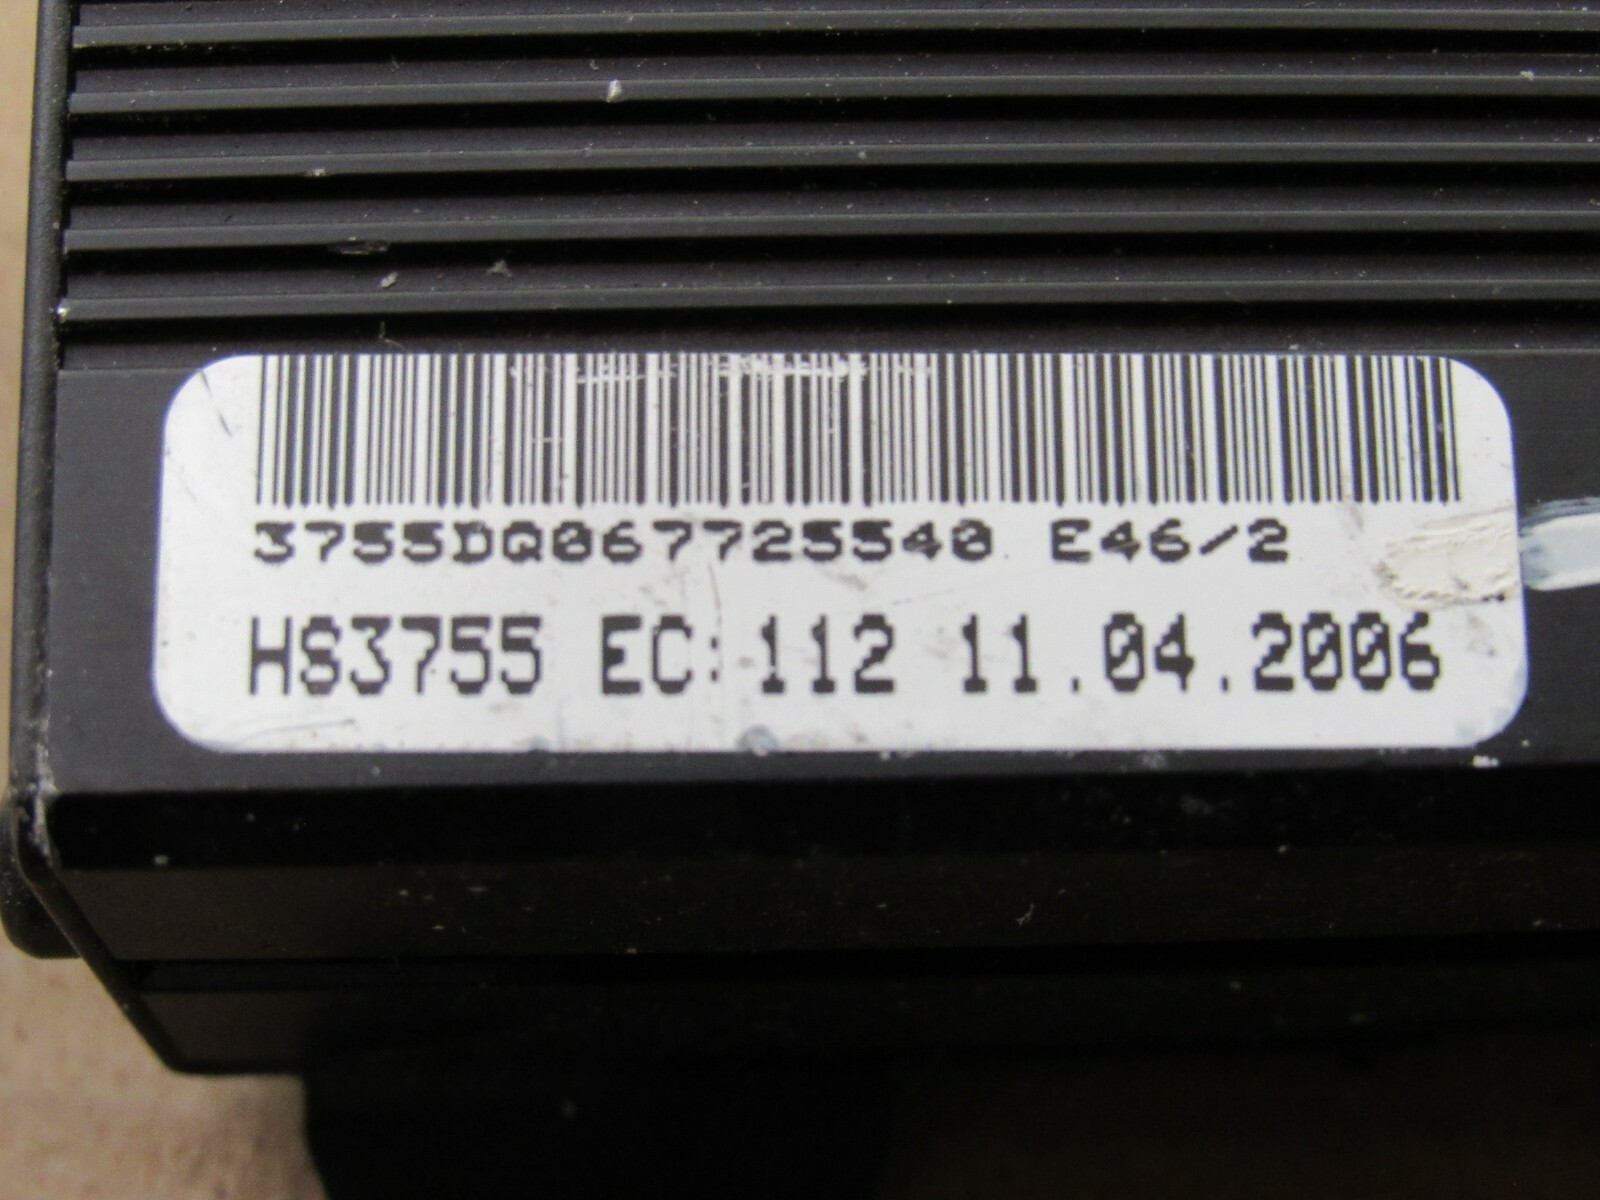 3755DQ067725540 E46/2
HS3755 EC: 112 11.04.2006